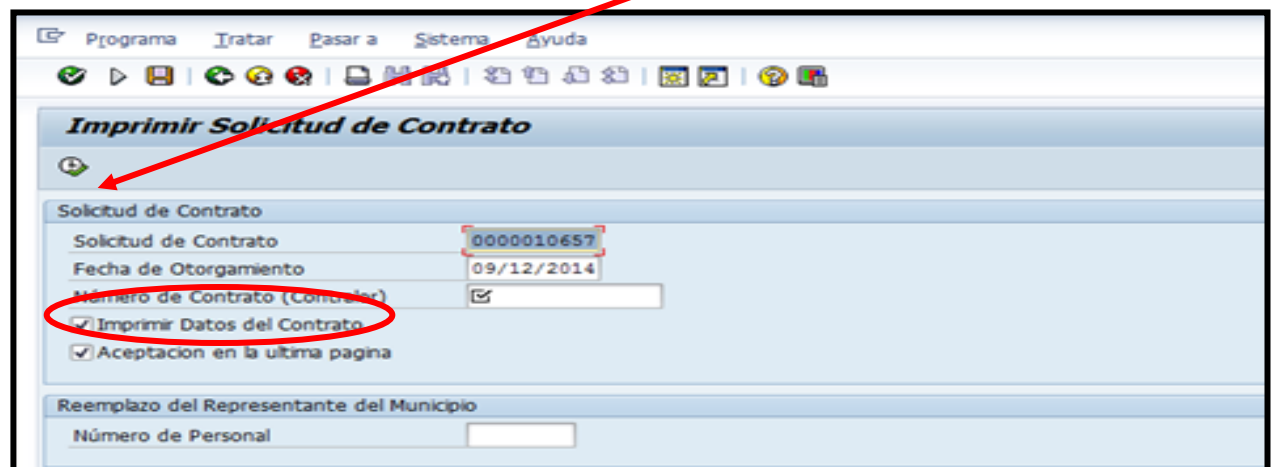 Programa Tratar Pasar a Sistema Ayuda
Imprimir Solicitud de Contrato
Solicitud de Contrato
Solicitud de Contrato 0000010657
Fecha de Otorgamiento 09/12/2014
Número de Contrato (Contralor)
Imprimir Datos del Contrato
Aceptacion en la ultima pagina
Reemplazo del Representante del Municipio
Número de Personal